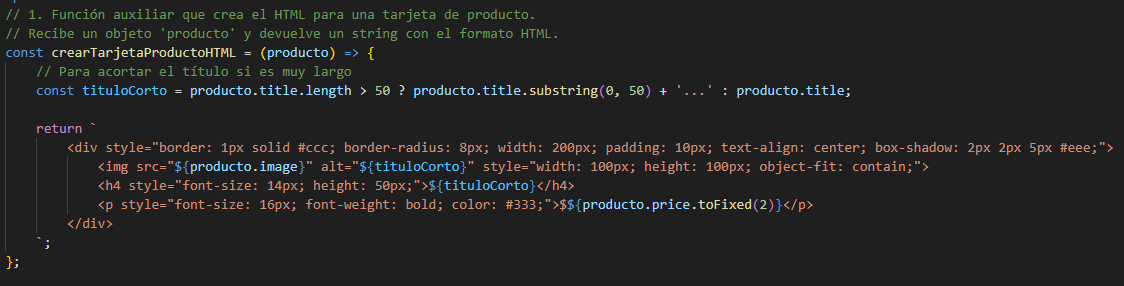 // 1. Función auxiliar que crea el HTML para una tarjeta de producto.
// Recibe un objeto 'producto' y devuelve un string con el formato HTML.
const crearTarjetaProductoHTML = (producto) => {
    // Para acortar el título si es muy largo
    const tituloCorto = producto.title.length > 50 ? producto.title.substring(0, 50) + '...' : producto.title;

    return `
        <div style="border: 1px solid #ccc; border-radius: 8px; width: 200px; padding: 10px; text-align: center; box-shadow: 2px 2px 5px #eee;">
            <img src="${producto.image}" alt="${tituloCorto}" style="width: 100px; height: 100px; object-fit: contain;">
            <h4 style="font-size: 14px; height: 50px;">${tituloCorto}</h4>
            <p style="font-size: 16px; font-weight: bold; color: #333;">$${producto.price.toFixed(2)}</p>
        </div>
    `;
};